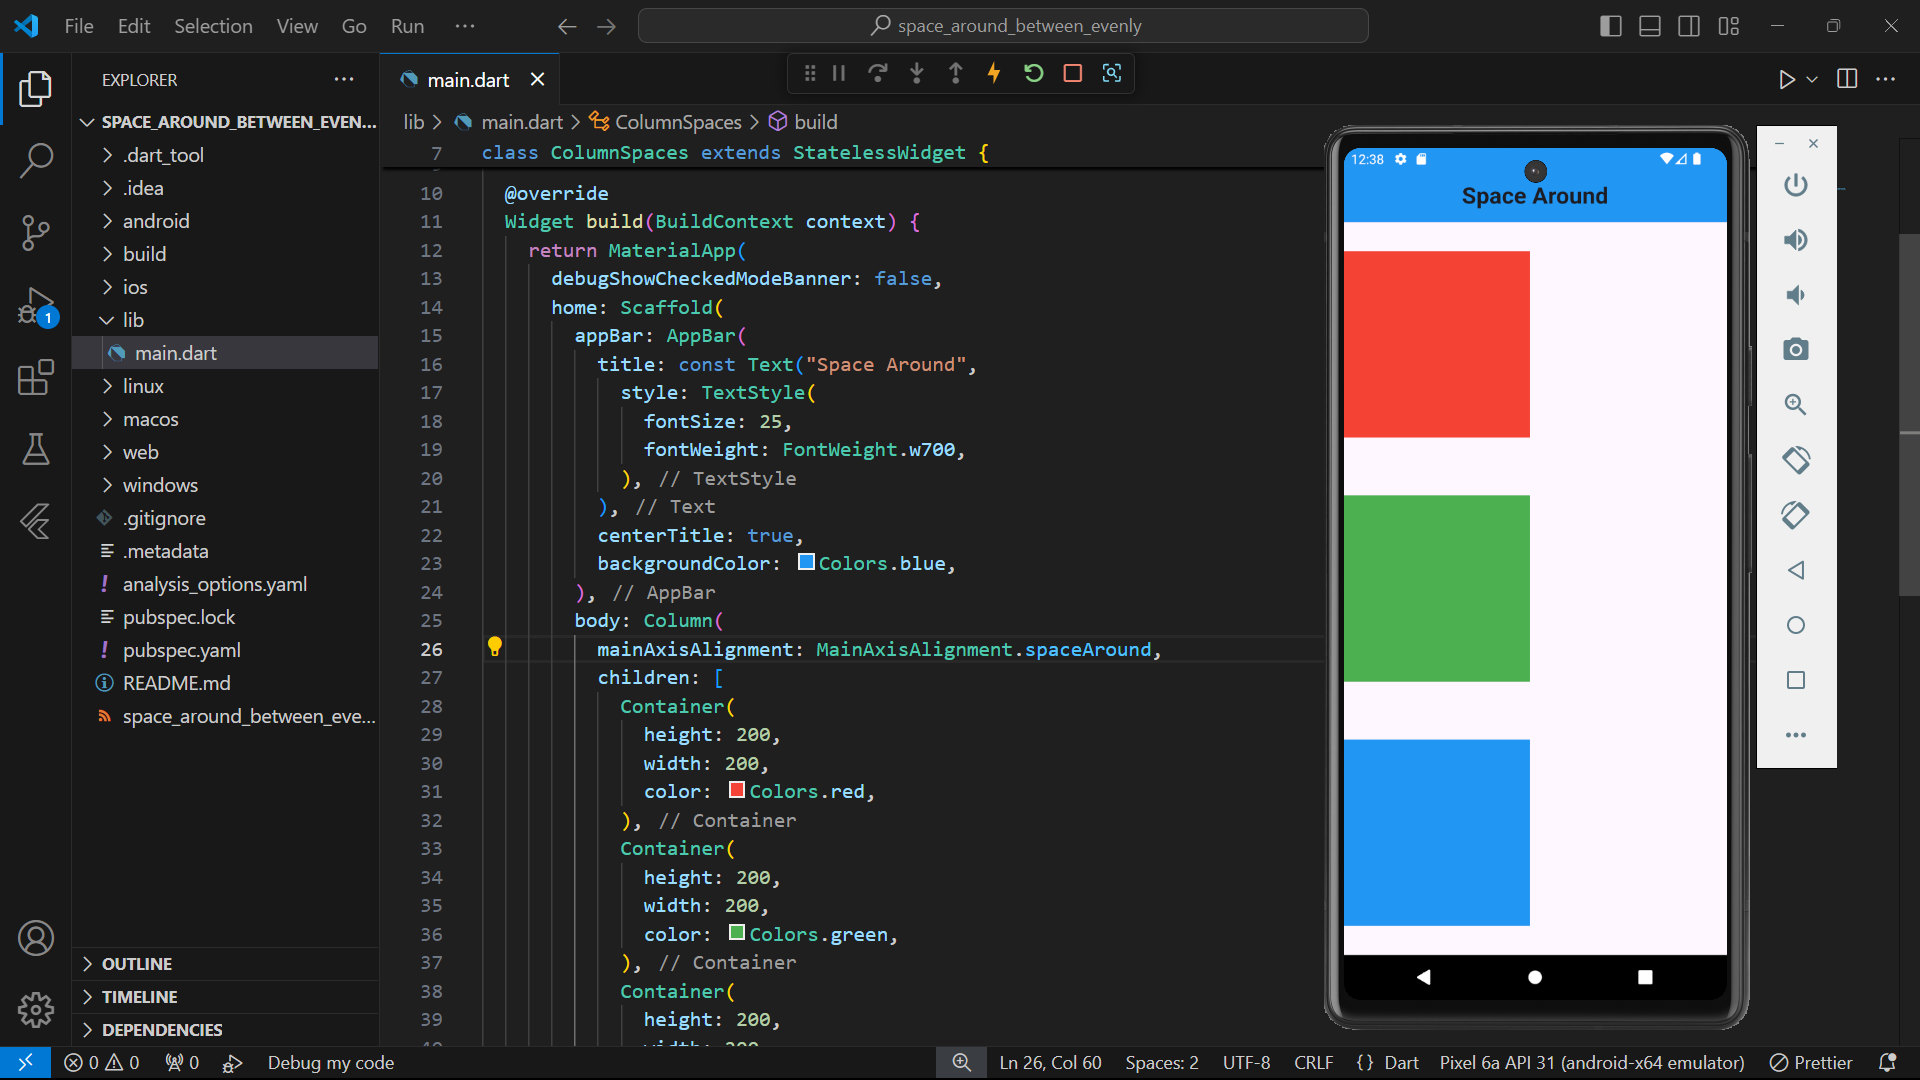 File Edit Selection View Go Run ···
space_around_between_evenly
EXPLORER
SPACE_AROUND_BETWEEN_EVEN...
.dart_tool
.idea
android
build
ios
lib
main.dart
linux
macos
web
windows
.gitignore
.metadata
analysis_options.yaml
pubspec.lock
pubspec.yaml
README.md
space_around_between_eve...
OUTLINE
TIMELINE
DEPENDENCIES
1
main.dart
lib > main.dart > ColumnSpaces > build
7 class ColumnSpaces extends StatelessWidget {
10 @override
11 Widget build(BuildContext context) {
12 return MaterialApp(
13 debugShowCheckedModeBanner: false,
14 home: Scaffold(
15 appBar: AppBar(
16 title: const Text("Space Around",
17 style: TextStyle(
18 fontSize: 25,
19 fontWeight: FontWeight.w700,
20 ), // TextStyle
21 ), // Text
22 centerTitle: true,
23 backgroundColor: Colors.blue,
24 ), // AppBar
25 body: Column(
26 mainAxisAlignment: MainAxisAlignment.spaceAround,
27 children: [
28 Container(
29 height: 200,
30 width: 200,
31 color: Colors.red,
32 ), // Container
33 Container(
34 height: 200,
35 width: 200,
36 color: Colors.green,
37 ), // Container
38 Container(
39 height: 200,
12:38
Space Around
0 0 0 Debug my code Ln 26, Col 60 Spaces: 2 UTF-8 CRLF {} Dart Pixel 6a API 31 (android-x64 emulator) Prettier